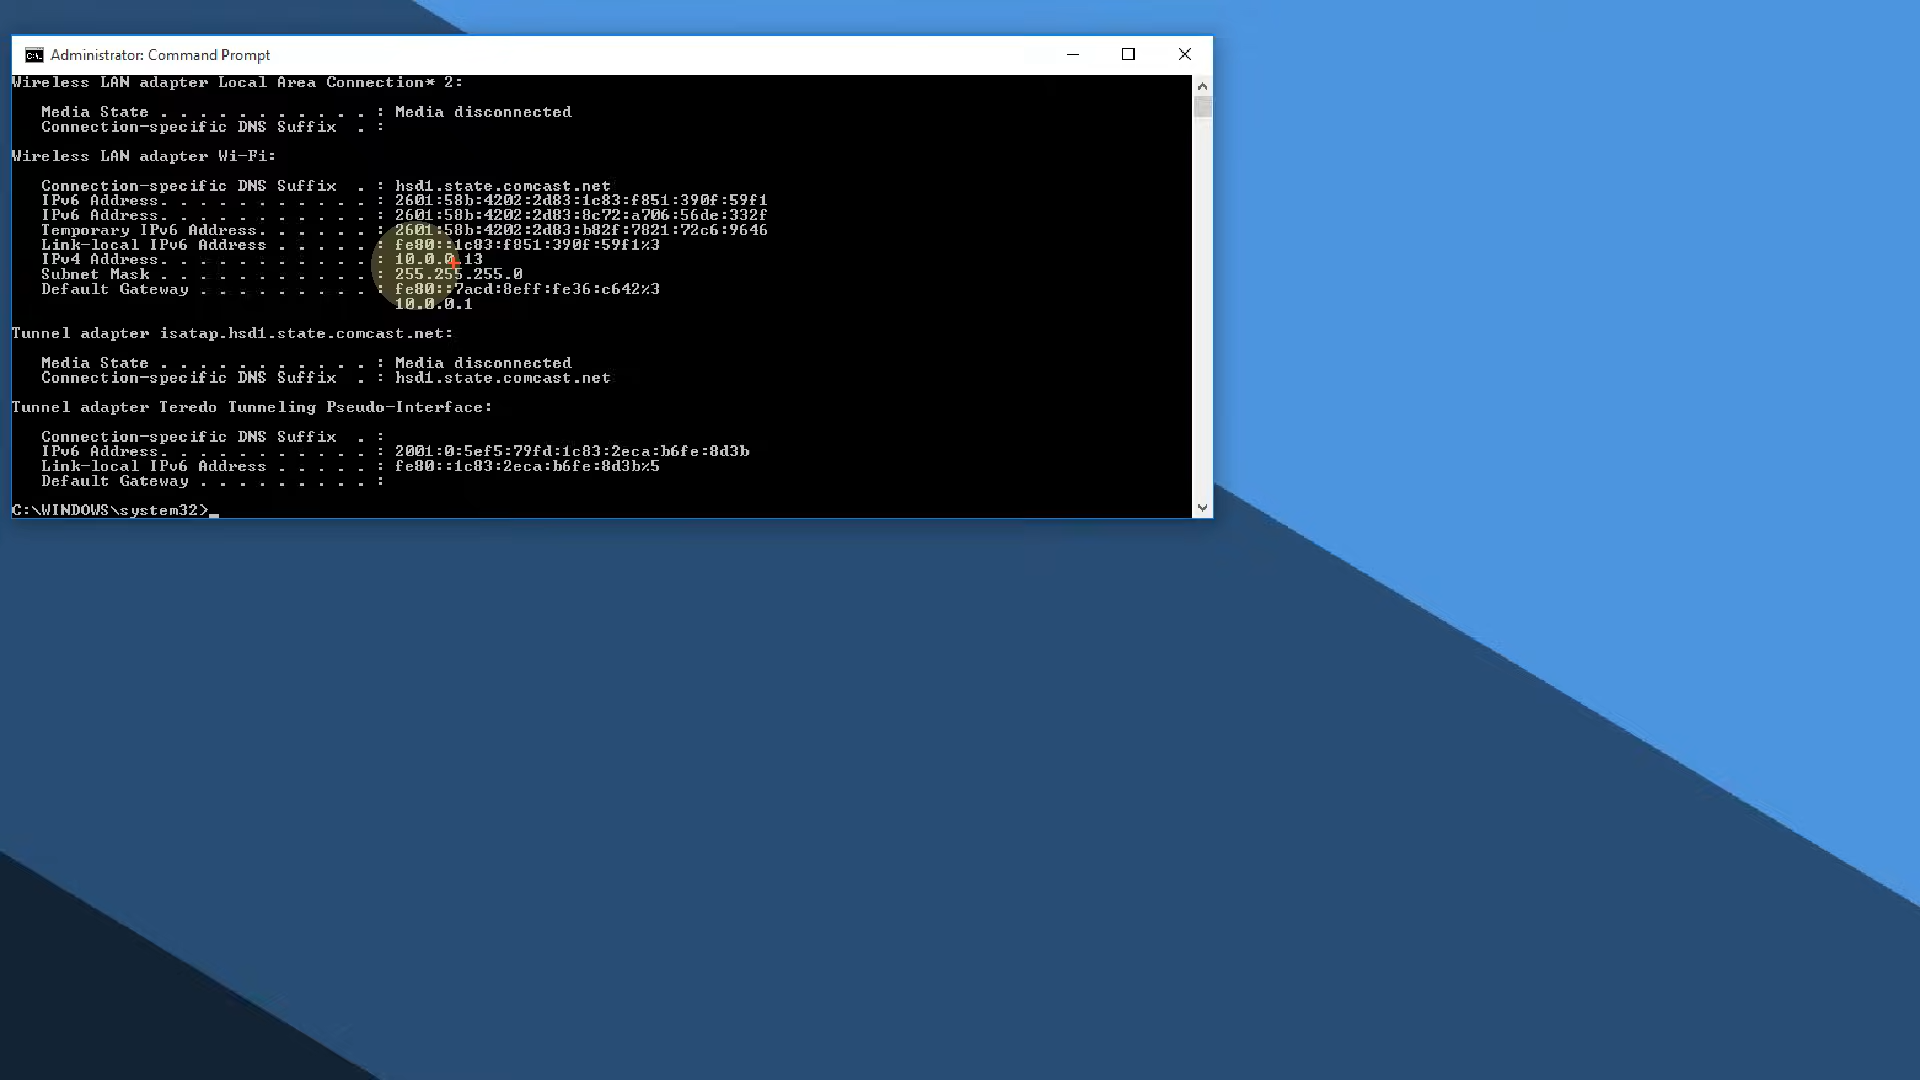 Administrator: Command Prompt
Wireless LAN adapter Local Area Connection* 2:
Media State . . . . . . . . . . . : Media disconnected
Connection-specific DNS Suffix  . :
Wireless LAN adapter Wi-Fi:
Connection-specific DNS Suffix  . : hsd1.state.comcast.net
IPv6 Address. . . . . . . . . . . : 2601:58b:4202:2d83:1c83:f851:390f:59f1
IPv6 Address. . . . . . . . . . . : 2601:58b:4202:2d83:8c72:a706:56de:332f
Temporary IPv6 Address. . . . . . : 2601:58b:4202:2d83:b82f:7821:72c6:9646
Link-local IPv6 Address . . . . . : fe80::1c83:f851:390f:59f1%3
IPv4 Address. . . . . . . . . . . : 10.0.0.13
Subnet Mask . . . . . . . . . . . : 255.255.255.0
Default Gateway . . . . . . . . . : fe80::7acd:8eff:fe36:c642%3
10.0.0.1
Tunnel adapter isatap.hsd1.state.comcast.net:
Media State . . . . . . . . . . . : Media disconnected
Connection-specific DNS Suffix  . : hsd1.state.comcast.net
Tunnel adapter Teredo Tunneling Pseudo-Interface:
Connection-specific DNS Suffix  . :
IPv6 Address. . . . . . . . . . . : 2001:0:5ef5:79fd:1c83:2eca:b6fe:8d3b
Link-local IPv6 Address . . . . . : fe80::1c83:2eca:b6fe:8d3b%5
Default Gateway . . . . . . . . . :
C:\WINDOWS\system32>_